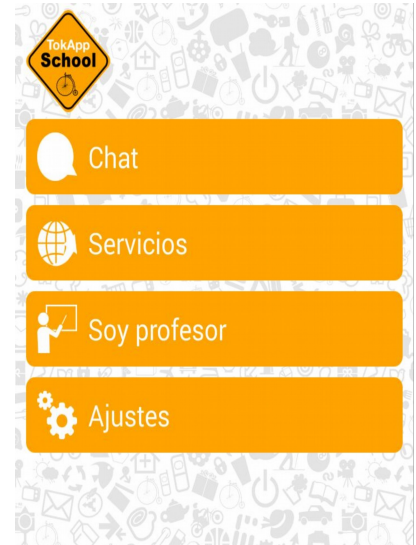 TokApp
School
Chat
Servicios
Soy profesor
Ajustes